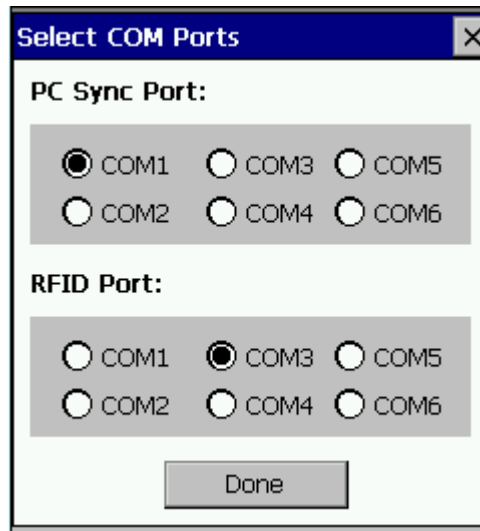 Select COM Ports
PC Sync Port:
COM1 COM3 COM5
COM2 COM4 COM6
RFID Port:
COM1 COM3 COM5
COM2 COM4 COM6
Done